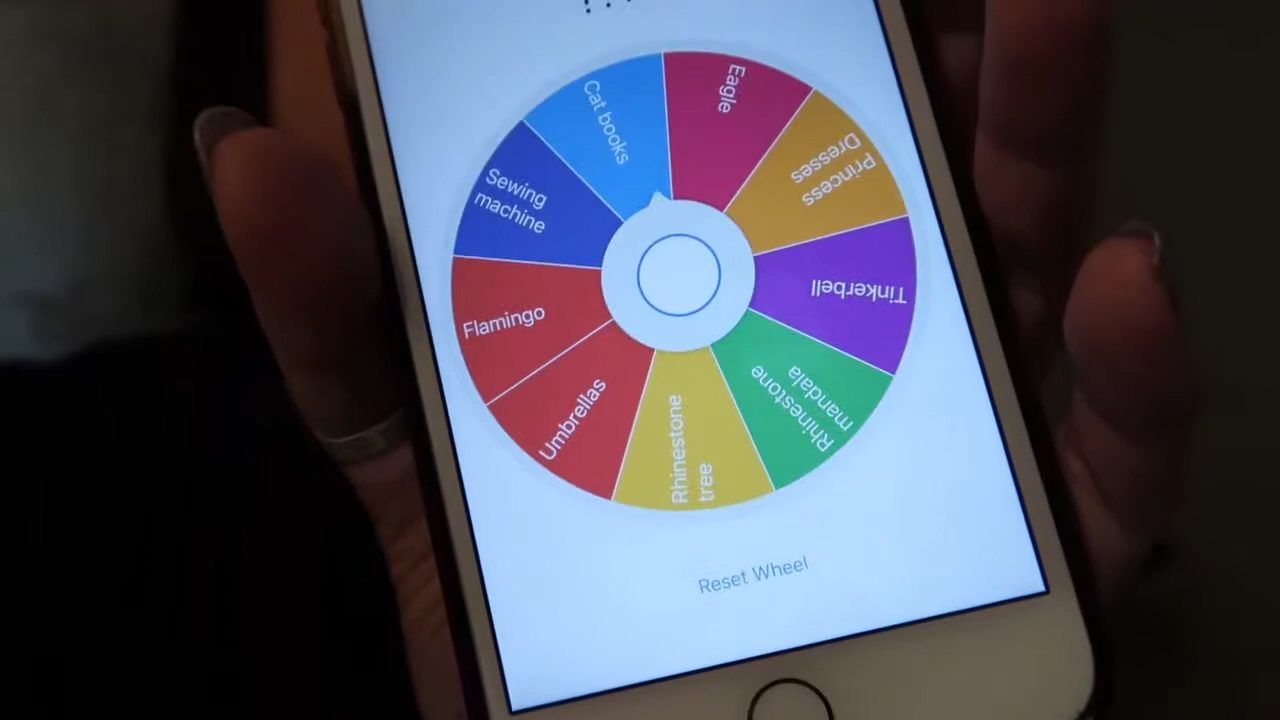 Eagle
Princess
Dresses
Tinkerbell
Rhinestone
mandala
Rhinestone
tree
Umbrellas
Flamingo
Sewing
machine
Cat books
Reset Wheel